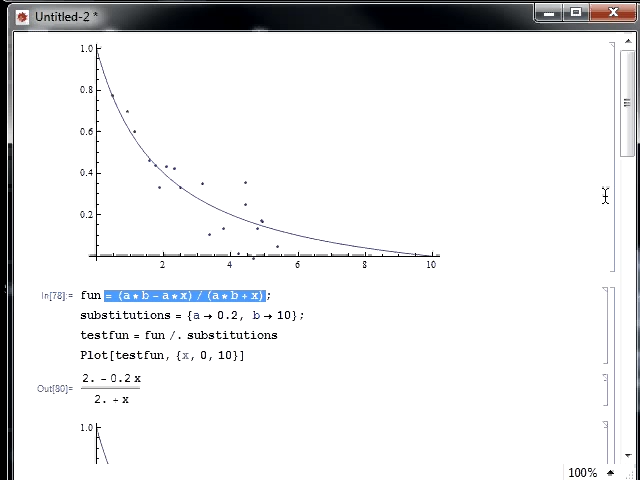 Untitled-2 *
1.0
0.8
0.6
0.4
0.2
2 4 6 8 10
In[78]:= fun = (a*b - a*x) / (a*b + x);
substitutions = {a → 0.2, b → 10};
testfun = fun /. substitutions
Plot[testfun, {x, 0, 10}]
2. - 0.2 x
Out[80]=
2. + x
1.0
100%